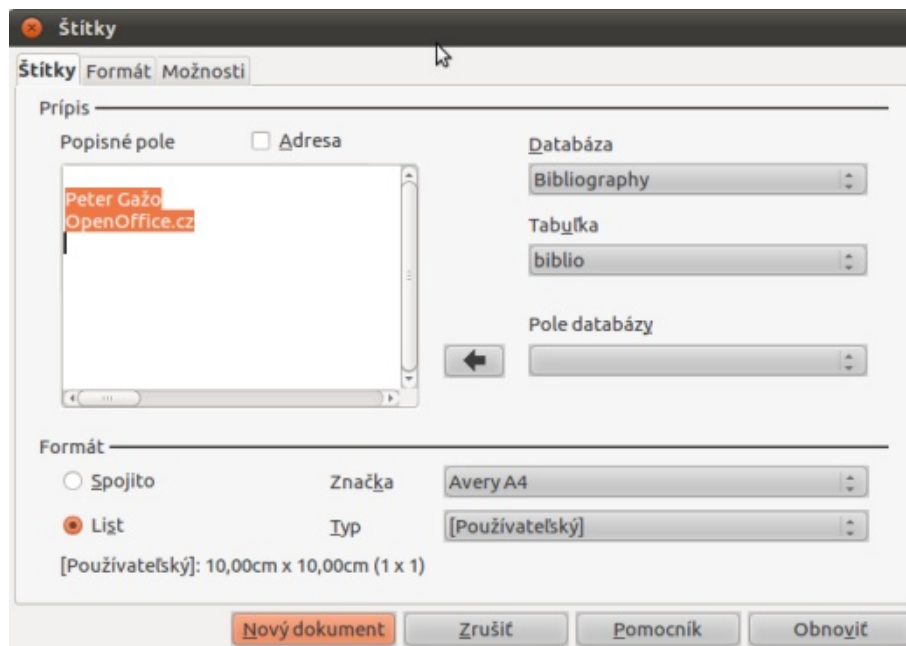 Štítky
Štítky Formát Možnosti
Prípis
Popisné pole
Adresa
Peter Gažo
OpenOffice.cz
Databáza
Bibliography
Tabuľka
biblio
Pole databázy
Formát
Spojito
Značka
Avery A4
List
Typ
[Používateľský]
[Používateľský]: 10,00cm x 10,00cm (1 x 1)
Nový dokument Zrušiť Pomocník Obnoviť